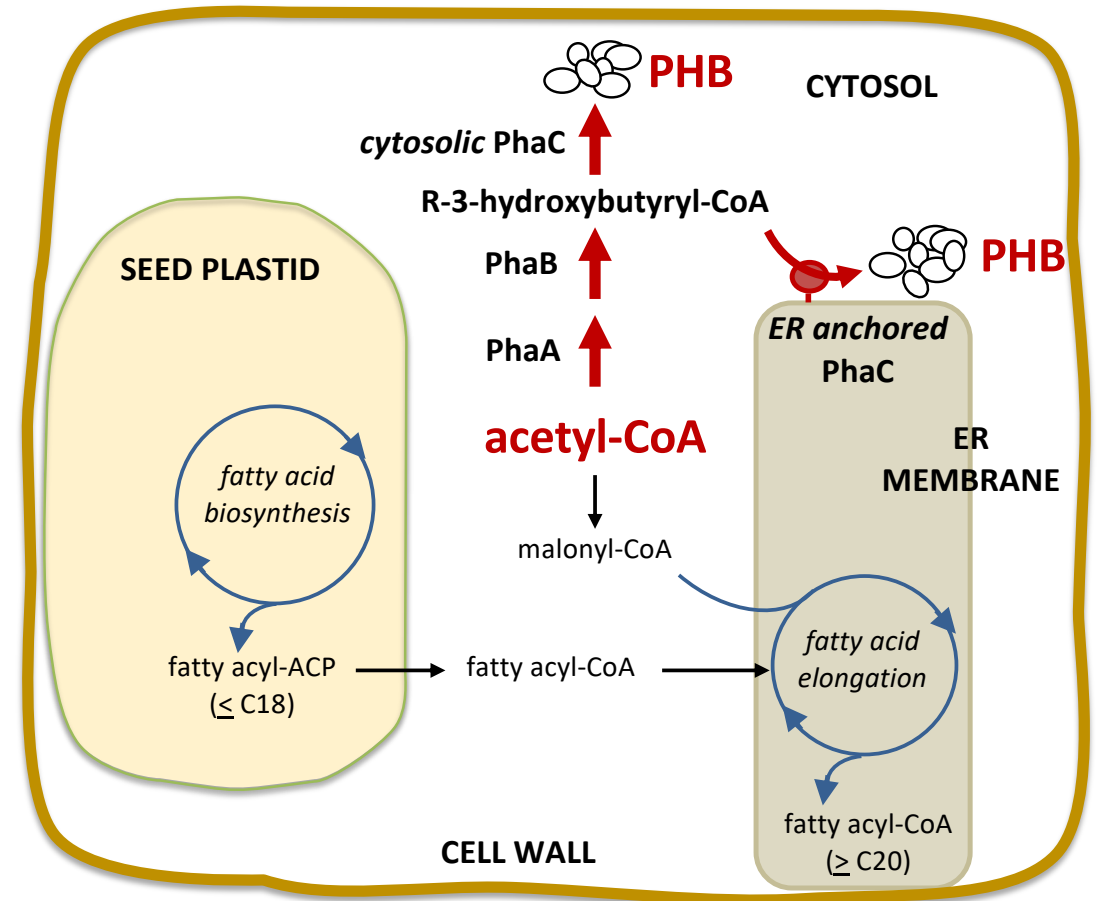 PHB
CYTOSOL
cytosolic PhaC
R-3-hydroxybutyryl-CoA
PHB
SEED PLASTID
PhaB
ER anchored
PhaC
PhaA
acetyl-CoA
ER
MEMBRANE
fatty acid
biosynthesis
malonyl-CoA
fatty acid
elongation
fatty acyl-ACP
(≤ C18)
fatty acyl-CoA
fatty acyl-CoA
(≥ C20)
CELL WALL